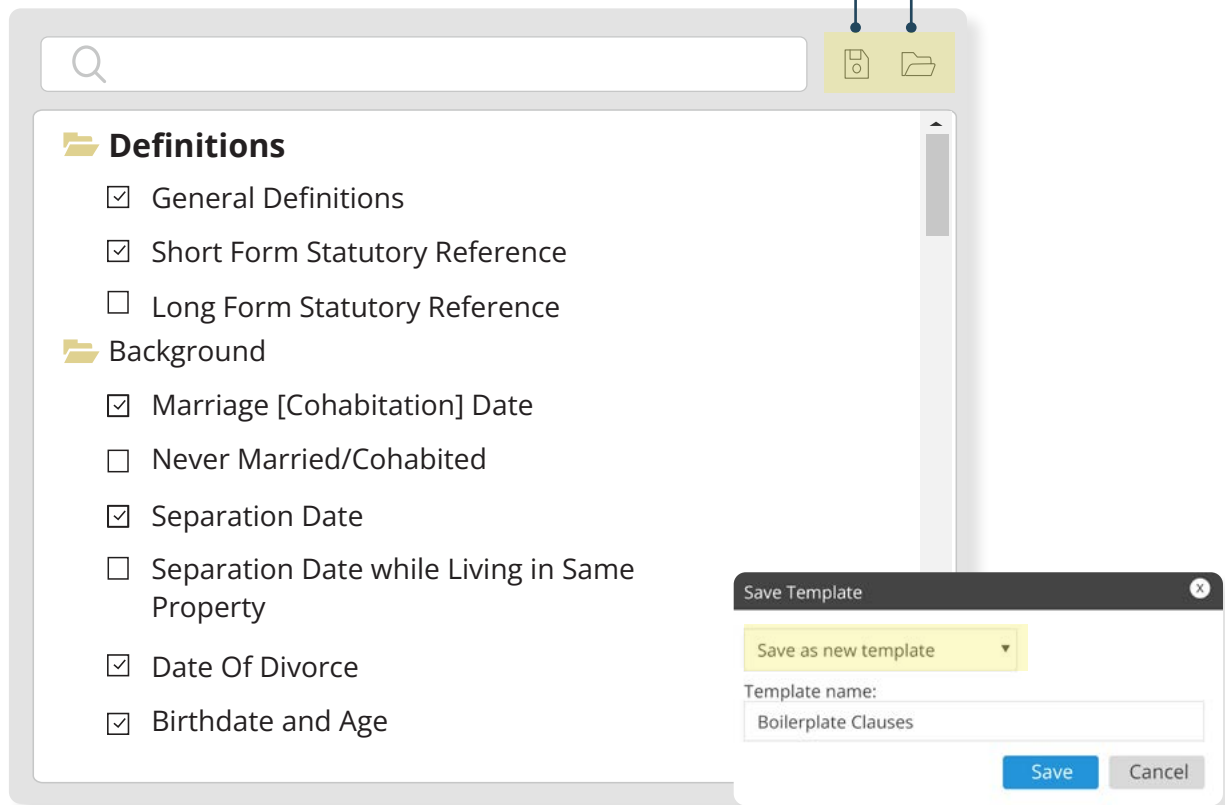 Definitions
General Definitions
Short Form Statutory Reference
Long Form Statutory Reference
Background
Marriage [Cohabitation] Date
Never Married/Cohabited
Separation Date
Separation Date while Living in Same
Property
Date Of Divorce
Birthdate and Age
Save Template
X
Save as new template
Template name:
Boilerplate Clauses
Save Cancel